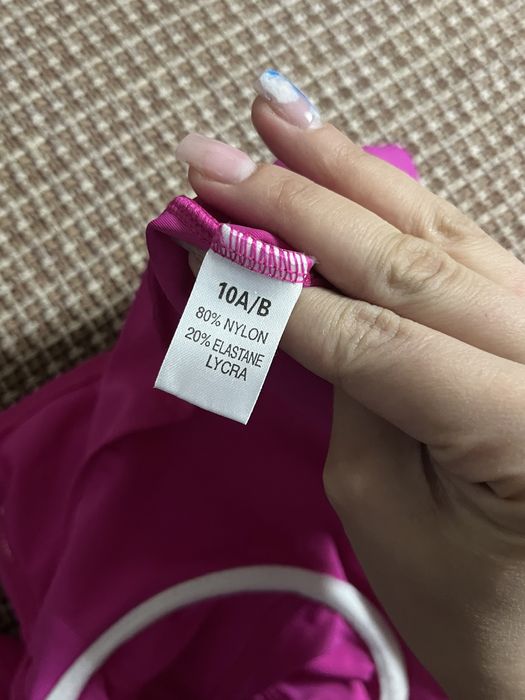 10A/B
80% NYLON
20% ELASTANE
LYCRA